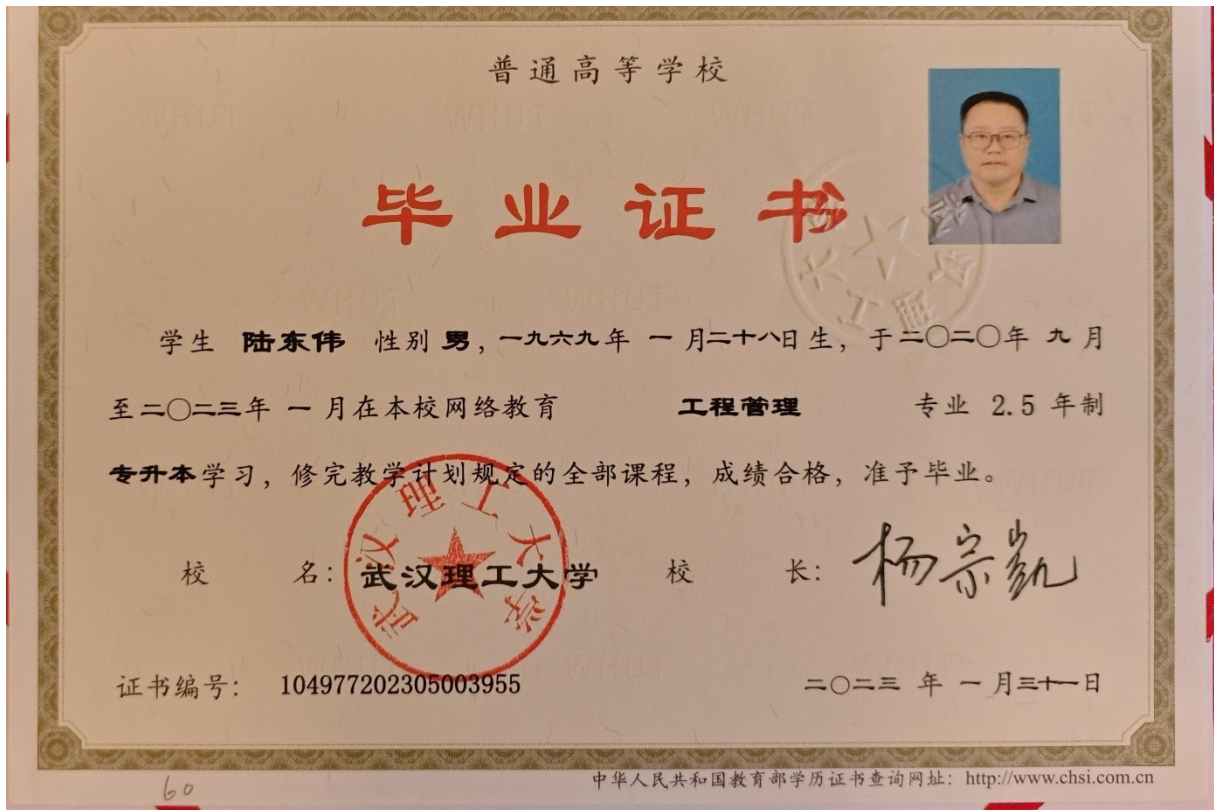 普通高等学校
毕业证书
学生 陆东伟 性别 男，一九六九年 一 月二十八日生，于二〇二〇年 九 月
至二〇二三年 一 月在本校网络教育 工程管理 专业 2.5 年制
专升本学习，修完教学计划规定的全部课程，成绩合格，准予毕业。
校 名：武汉理工大学 校 长：杨宗凯
武汉理工大学
证书编号： 104977202305003955 二〇二三 年 一 月三十一日
中华人民共和国教育部学历证书查询网址：http://www.chsi.com.cn
60